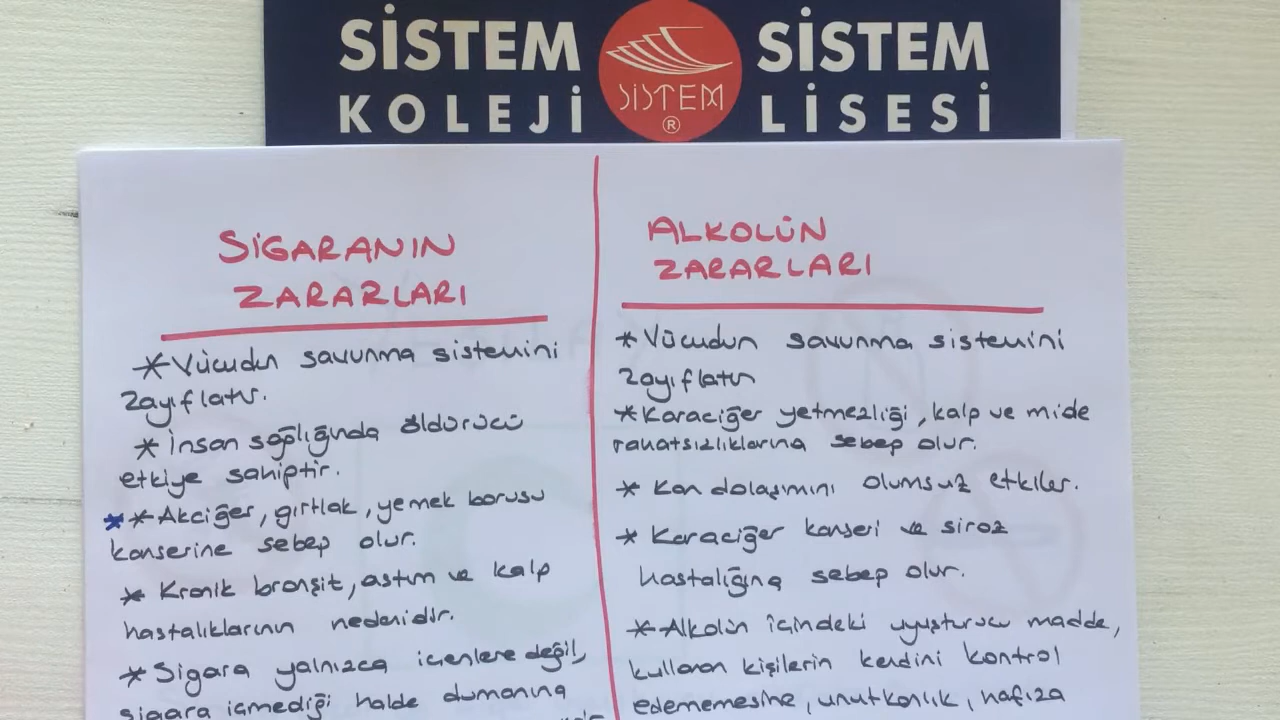 SİSTEM
KOLEJİ
SİSTEM
®
SİSTEM
LİSESİ
SİGARANIN
ZARARLARI
* Vücudun savunma sistemini
zayıflatır.
* İnsan sağlığında öldürücü
etkiye sahiptir.
* * Akciğer, gırtlak, yemek borusu
kanserine sebep olur.
* Kronik bronşit, astım ve kalp
hastalıklarının nedenidir.
* Sigara yalnızca içenlere değil,
sigara içmediği halde dumanına
ALKOLÜN
ZARARLARI
* Vücudun savunma sistemini
zayıflatır
* Karaciğer yetmezliği, kalp ve mide
rahatsızlıklarına sebep olur.
* Kan dolaşımını olumsuz etkiler.
* Karaciğer kanseri ve siroz
hastalığına sebep olur.
* Alkolün içindeki uyuşturucu madde,
kullanan kişilerin kendini kontrol
edememesine, unutkanlık, hafıza